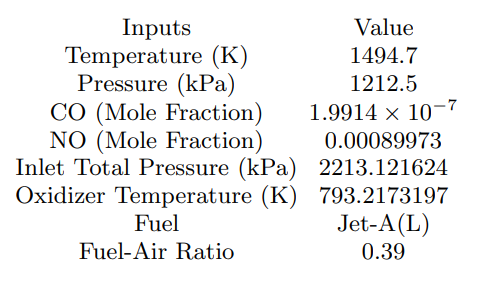 Inputs Value
Temperature (K) 1494.7
Pressure (kPa) 1212.5
CO (Mole Fraction) 1.9914 × 10⁻⁷
NO (Mole Fraction) 0.00089973
Inlet Total Pressure (kPa) 2213.121624
Oxidizer Temperature (K) 793.2173197
Fuel Jet-A(L)
Fuel-Air Ratio 0.39